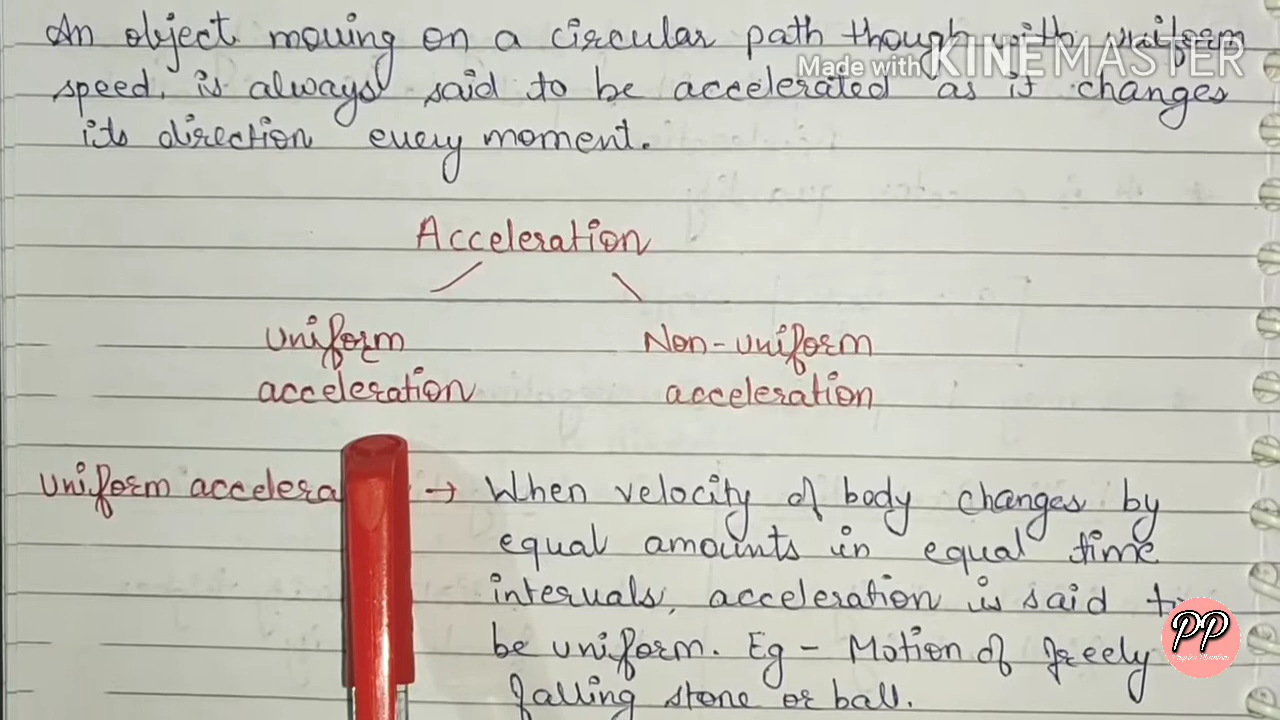 An object moving on a circular path though with uniform
Made with KINEMASTER
speed, is always said to be accelerated as it changes
its direction every moment.
Acceleration
Uniform acceleration
Non-uniform acceleration
Uniform accelera → When velocity of body changes by
equal amounts in equal time
intervals, acceleration is said
be uniform. Eg - Motion of freely
falling stone or ball.
PP